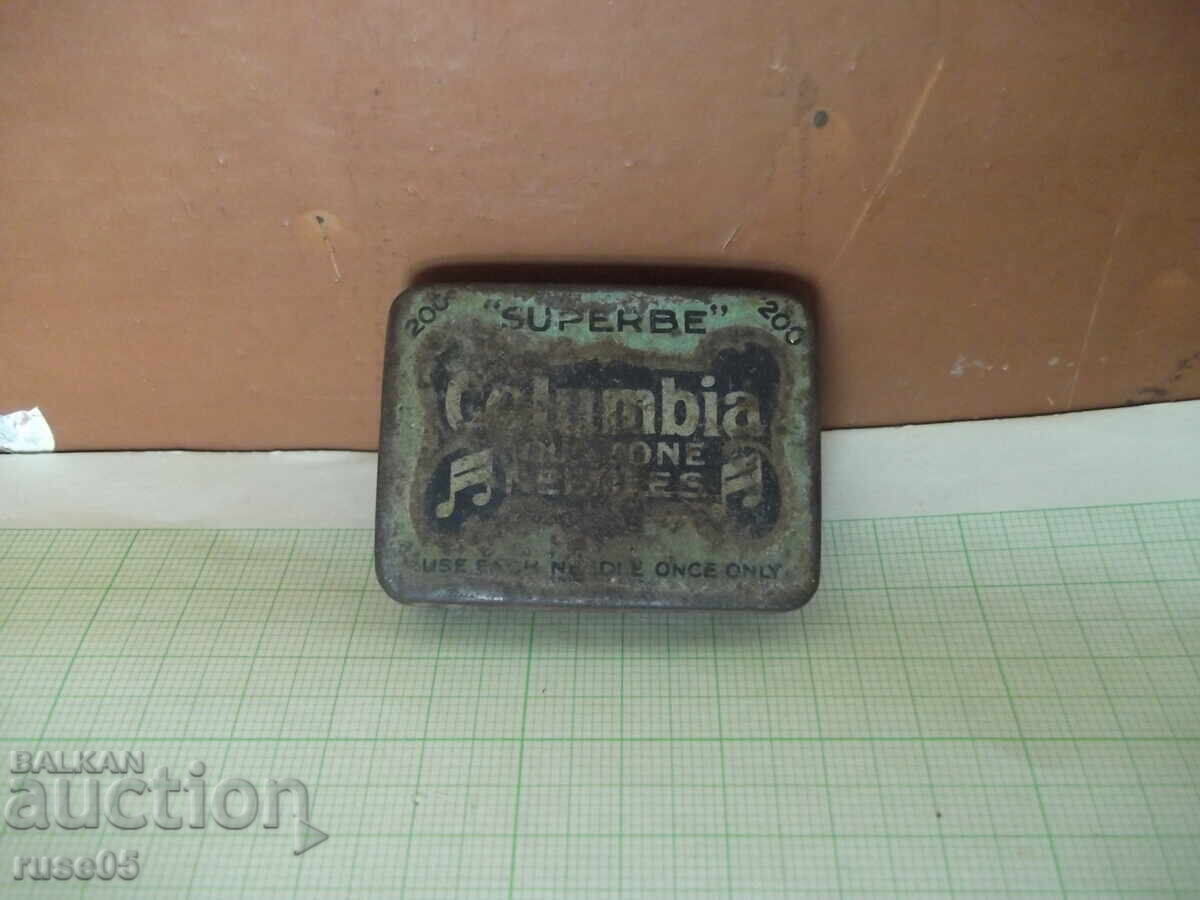 200 "SUPERBE" 200
Columbia
NEEDLES
USE EACH NEEDLE ONCE ONLY
BALKAN
auction
ruse05